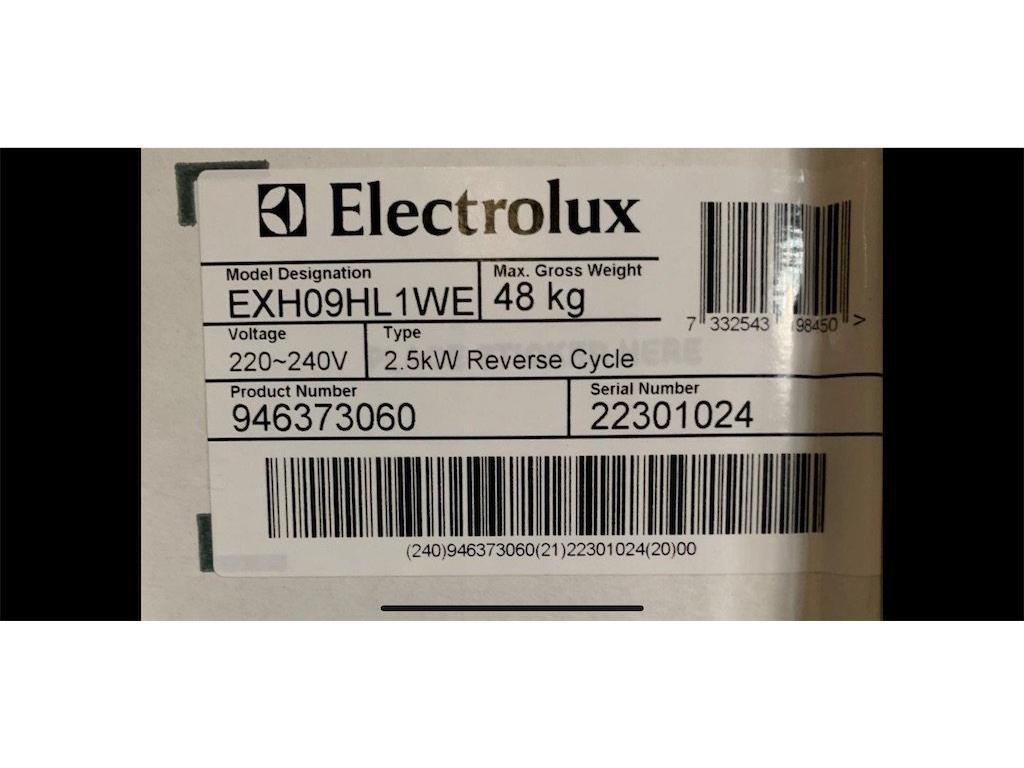 Electrolux
Model Designation
EXH09HL1WE
Max. Gross Weight
48 kg
7 332543 98450 >
Voltage
220~240V
Type
2.5kW Reverse Cycle
Product Number
946373060
Serial Number
22301024
(240)946373060(21)22301024(20)00